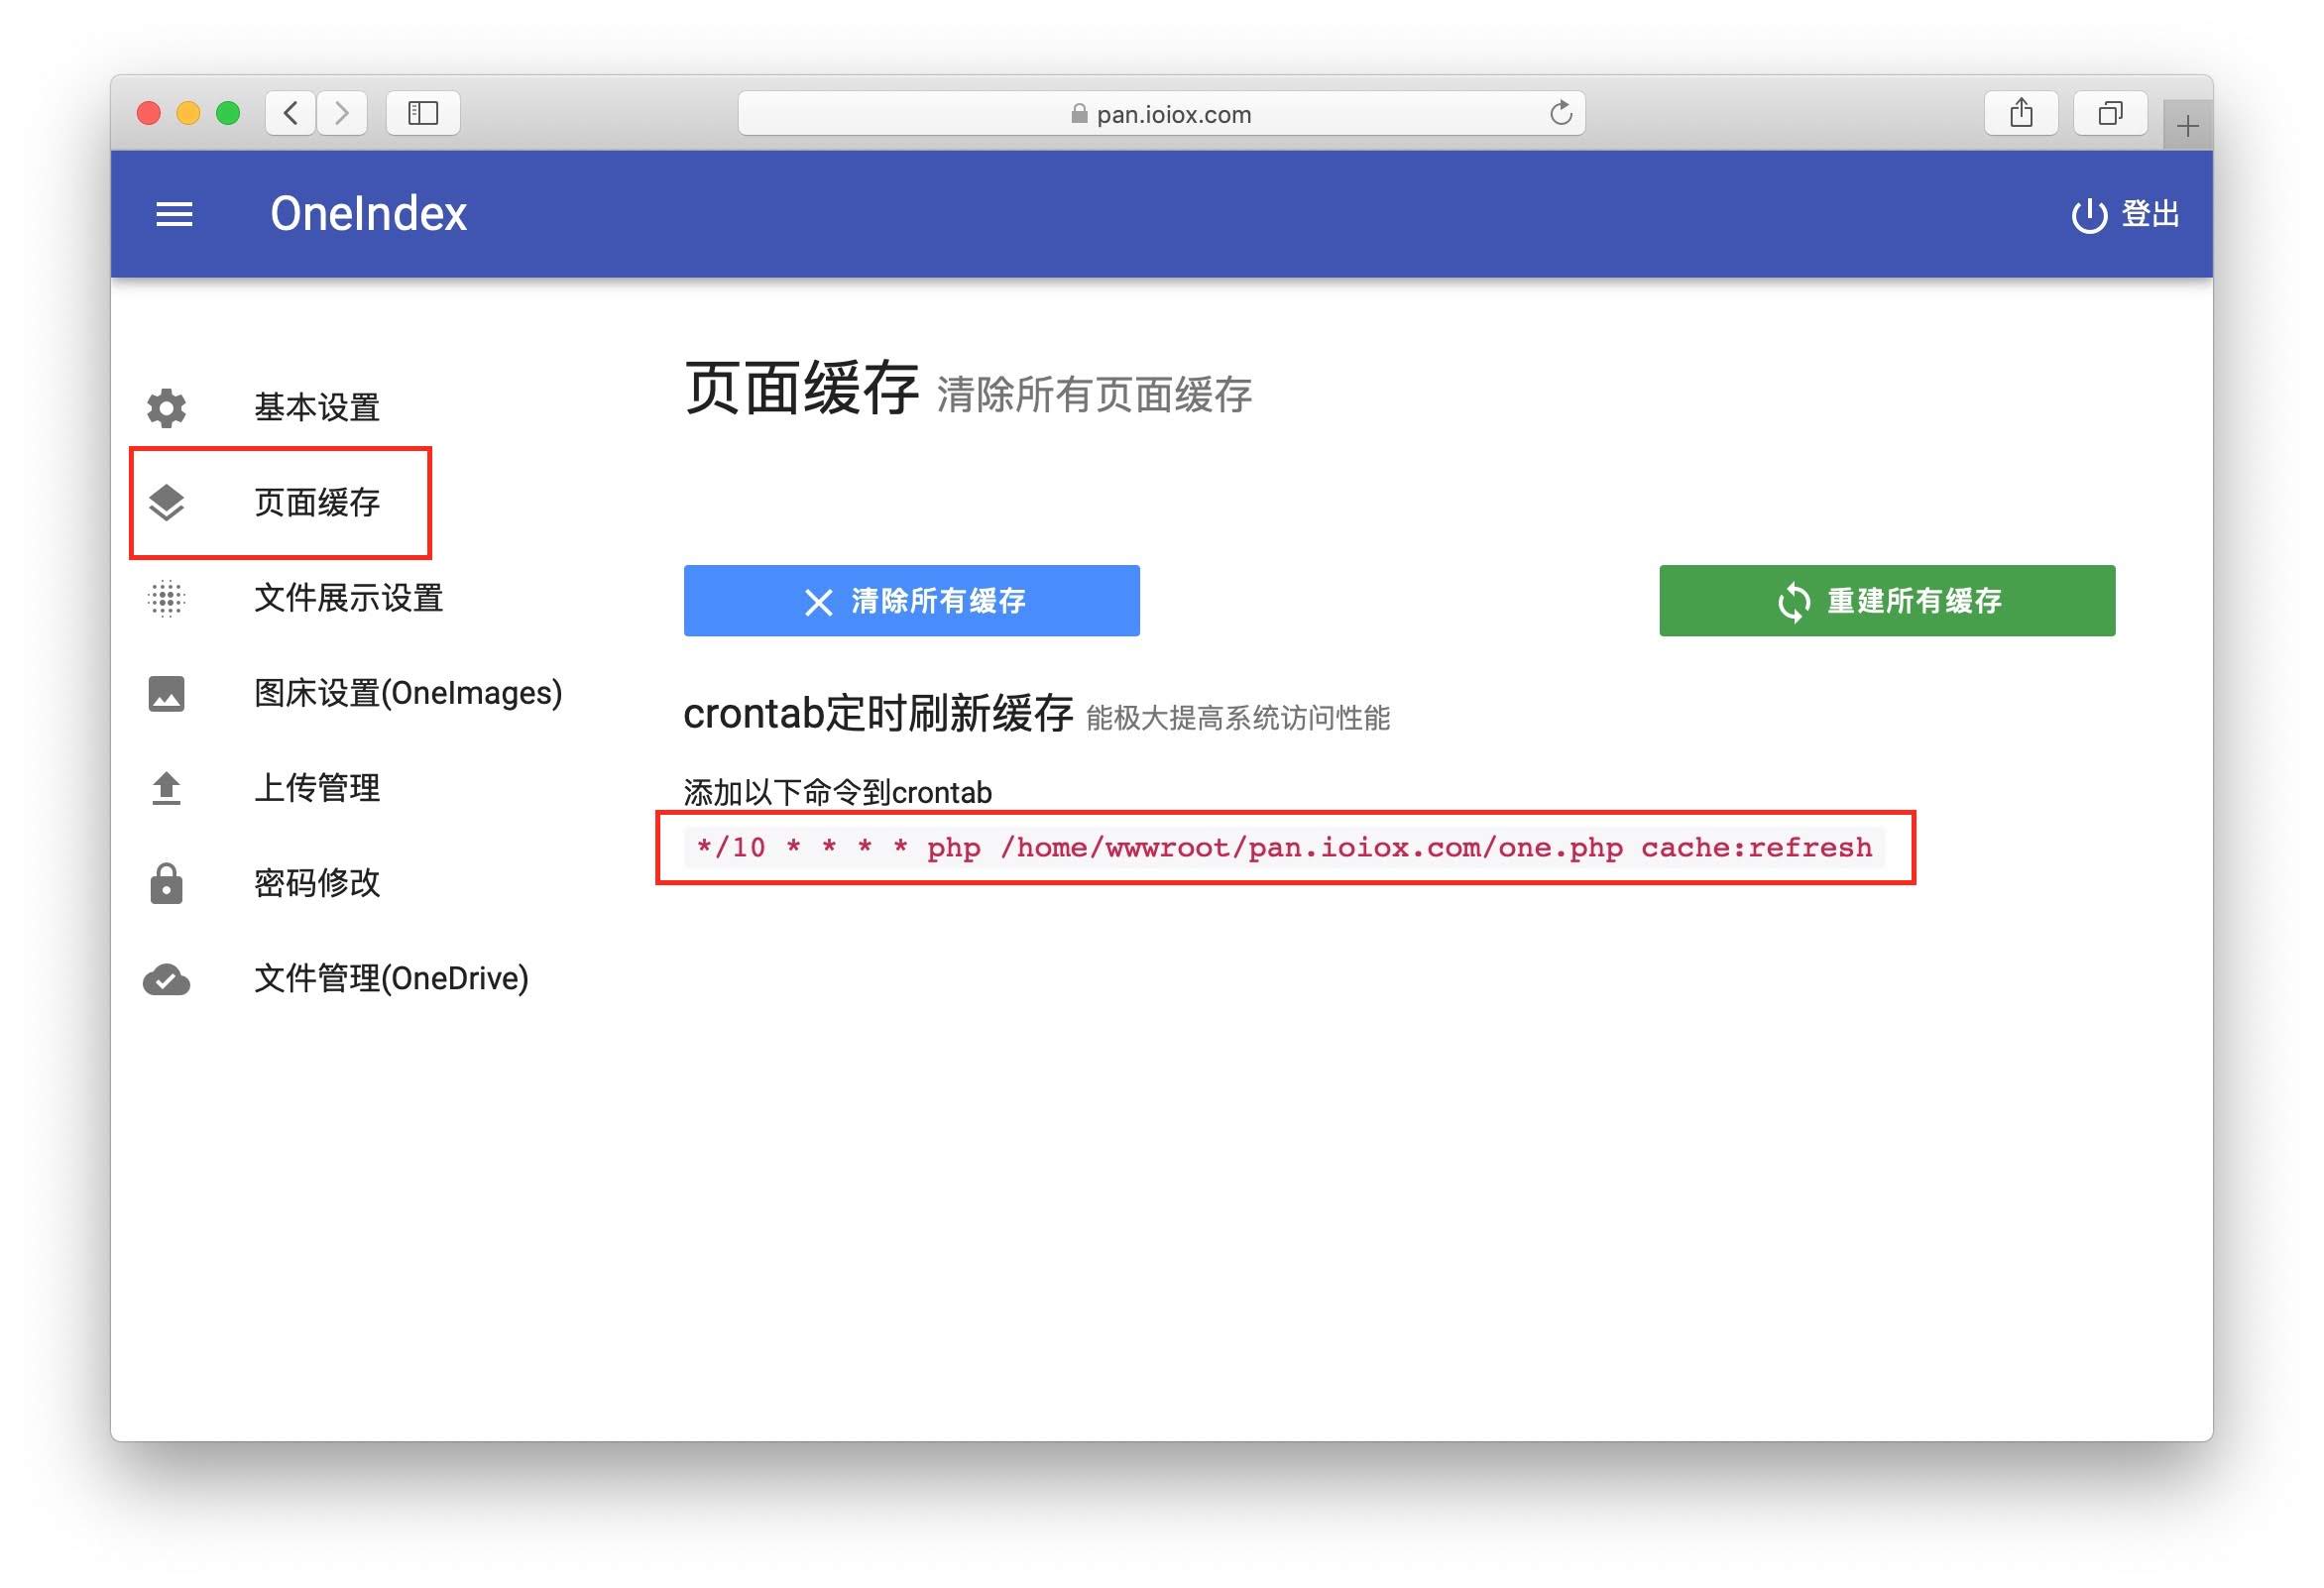 pan.ioiox.com
OneIndex
登出
基本设置
页面缓存
文件展示设置
图床设置(OneImages)
上传管理
密码修改
文件管理(OneDrive)
页面缓存 清除所有页面缓存
清除所有缓存
重建所有缓存
crontab定时刷新缓存 能极大提高系统访问性能
添加以下命令到crontab
*/10 * * * * php /home/wwwroot/pan.ioiox.com/one.php cache:refresh